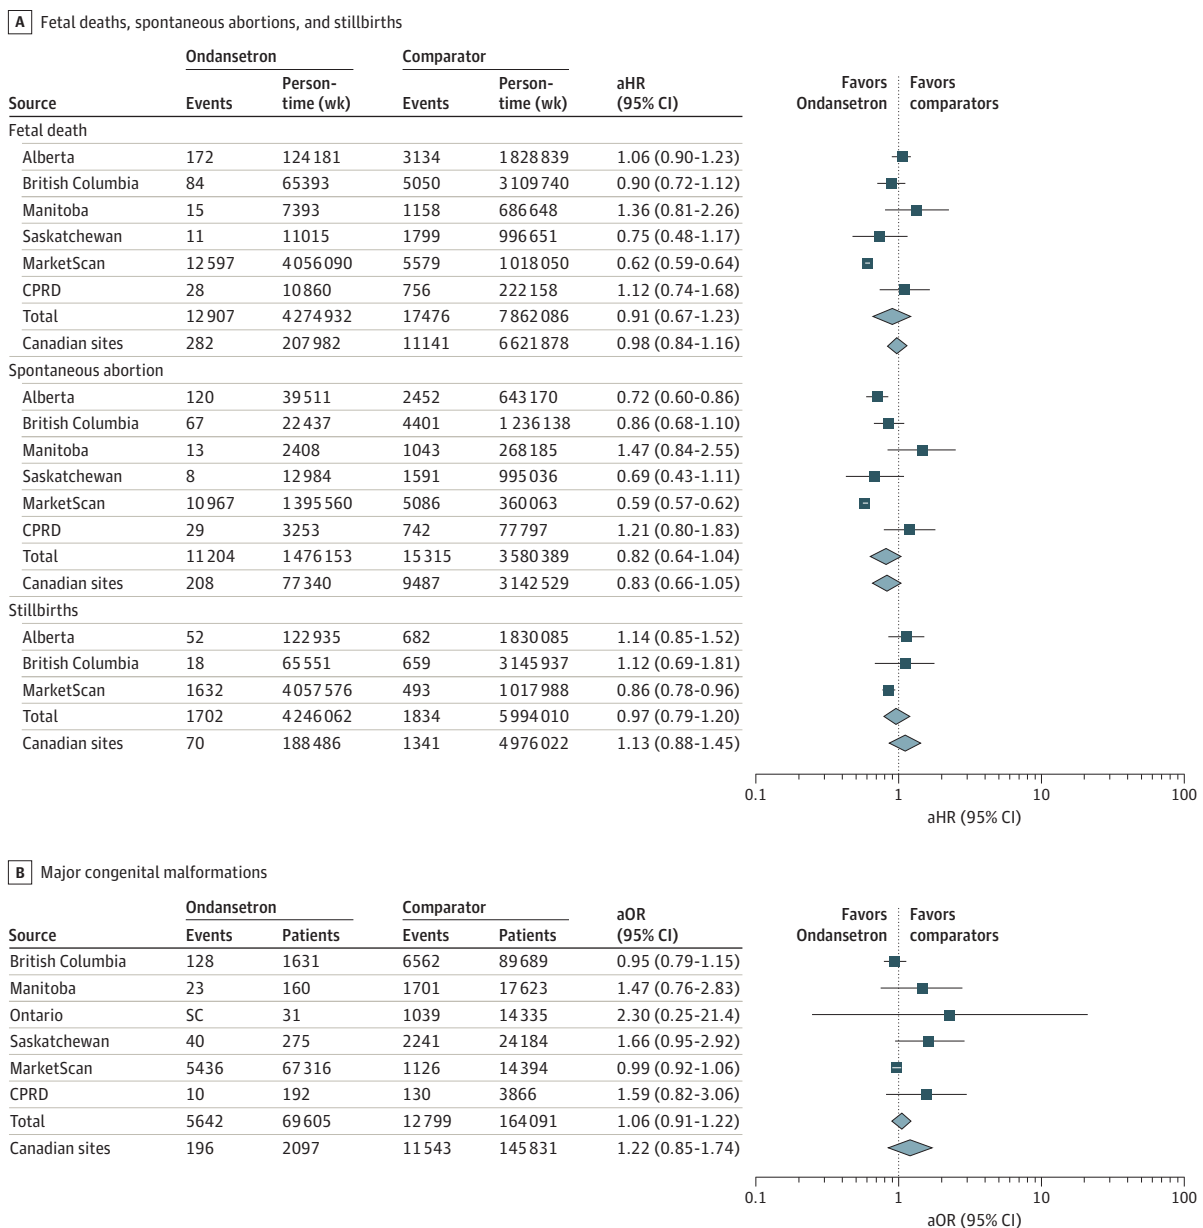 A Fetal deaths, spontaneous abortions, and stillbirths
Ondansetron Comparator
Source Events Person-time (wk) Events Person-time (wk) aHR (95% CI) Favors Ondansetron Favors comparators
Fetal death
Alberta 172 124181 3134 1828839 1.06 (0.90-1.23)
British Columbia 84 65393 5050 3109740 0.90 (0.72-1.12)
Manitoba 15 7393 1158 686648 1.36 (0.81-2.26)
Saskatchewan 11 11015 1799 996651 0.75 (0.48-1.17)
MarketScan 12597 4056090 5579 1018050 0.62 (0.59-0.64)
CPRD 28 10860 756 222158 1.12 (0.74-1.68)
Total 12907 4274932 17476 7862086 0.91 (0.67-1.23)
Canadian sites 282 207982 11141 6621878 0.98 (0.84-1.16)
Spontaneous abortion
Alberta 120 39511 2452 643170 0.72 (0.60-0.86)
British Columbia 67 22437 4401 1236138 0.86 (0.68-1.10)
Manitoba 13 2408 1043 268185 1.47 (0.84-2.55)
Saskatchewan 8 12984 1591 995036 0.69 (0.43-1.11)
MarketScan 10967 1395560 5086 360063 0.59 (0.57-0.62)
CPRD 29 3253 742 77797 1.21 (0.80-1.83)
Total 11204 1476153 15315 3580389 0.82 (0.64-1.04)
Canadian sites 208 77340 9487 3142529 0.83 (0.66-1.05)
Stillbirths
Alberta 52 122935 682 1830085 1.14 (0.85-1.52)
British Columbia 18 65551 659 3145937 1.12 (0.69-1.81)
MarketScan 1632 4057576 493 1017988 0.86 (0.78-0.96)
Total 1702 4246062 1834 5994010 0.97 (0.79-1.20)
Canadian sites 70 188486 1341 4976022 1.13 (0.88-1.45)
0.1 1 10 100
aHR (95% CI)
B Major congenital malformations
Ondansetron Comparator
Source Events Patients Events Patients aOR (95% CI) Favors Ondansetron Favors comparators
British Columbia 128 1631 6562 89689 0.95 (0.79-1.15)
Manitoba 23 160 1701 17623 1.47 (0.76-2.83)
Ontario SC 31 1039 14335 2.30 (0.25-21.4)
Saskatchewan 40 275 2241 24184 1.66 (0.95-2.92)
MarketScan 5436 67316 1126 14394 0.99 (0.92-1.06)
CPRD 10 192 130 3866 1.59 (0.82-3.06)
Total 5642 69605 12799 164091 1.06 (0.91-1.22)
Canadian sites 196 2097 11543 145831 1.22 (0.85-1.74)
0.1 1 10 100
aOR (95% CI)